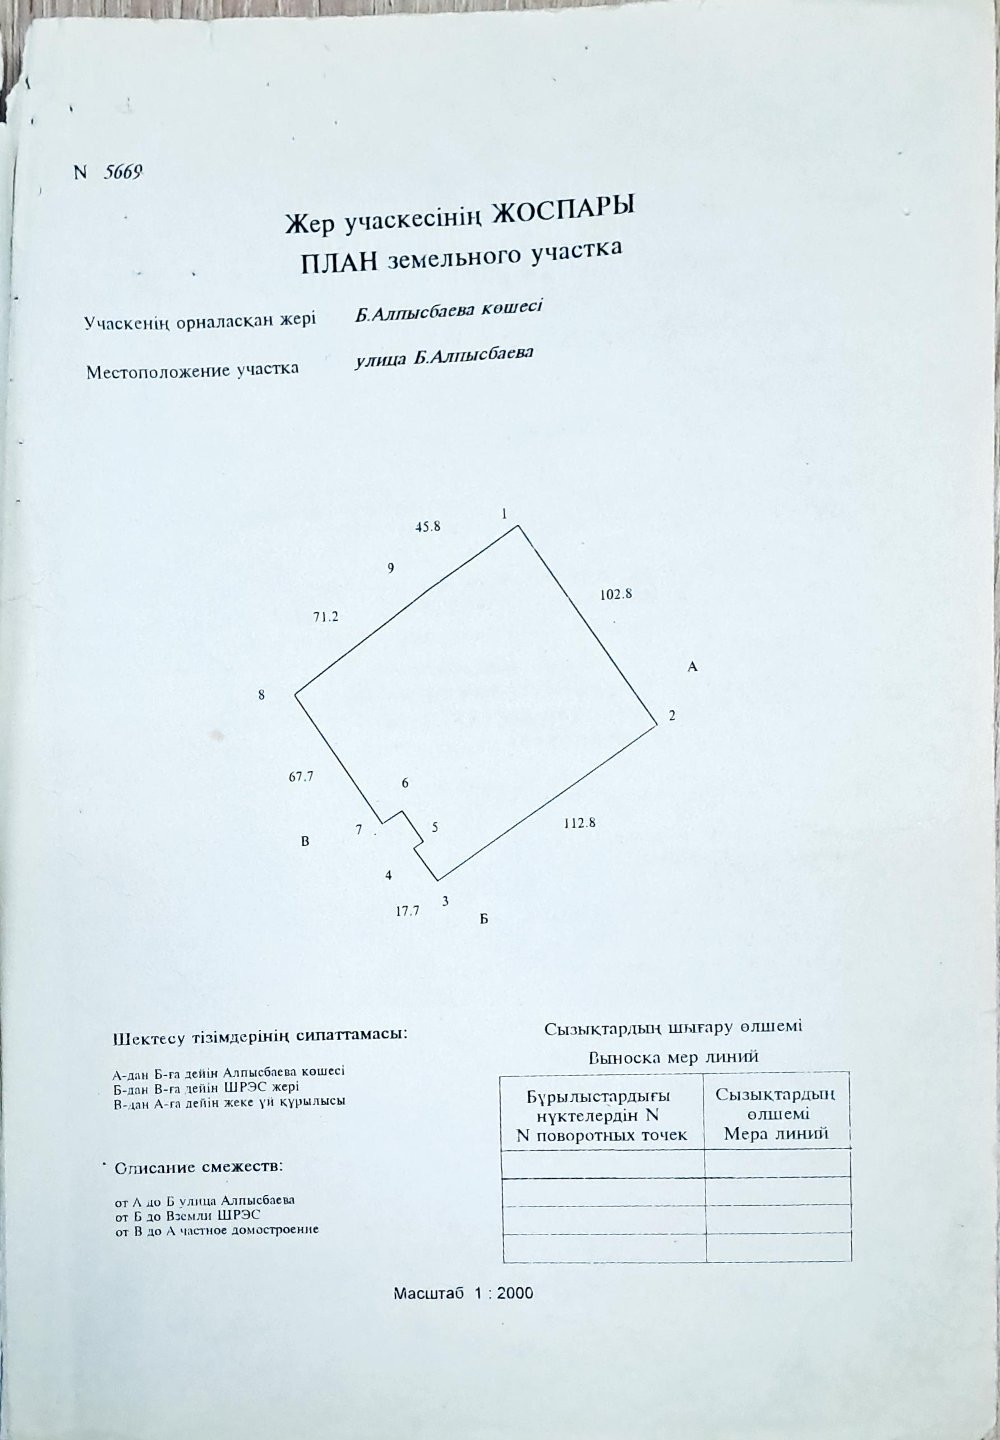 N 5669
Жер учаскесінің ЖОСПАРЫ
ПЛАН земельного участка
Учаскенің орналасқан жері Б.Алпысбаева көшесі
Местоположение участка улица Б.Алпысбаева
1
45.8
9
102.8
71.2
А
8
2
67.7
6
112.8
7
5
В
4
3
17.7
Б
Шектесу тізімдерінің сипаттамасы:
А-дан Б-ға дейін Алпысбаева көшесі
Б-дан В-ға дейін ШРЭС жері
В-дан А-ға дейін жеке үй құрылысы
Описание смежеств:
от А до Б улица Алпысбаева
от Б до Вземли ШРЭС
от В до А частное домостроение
Сызықтардың шығару өлшемі
Выноска мер линий
Бұрылыстардығы
нүктелердін N
N поворотных точек
Сызықтардың
өлшемі
Мера линий
Масштаб 1 : 2000